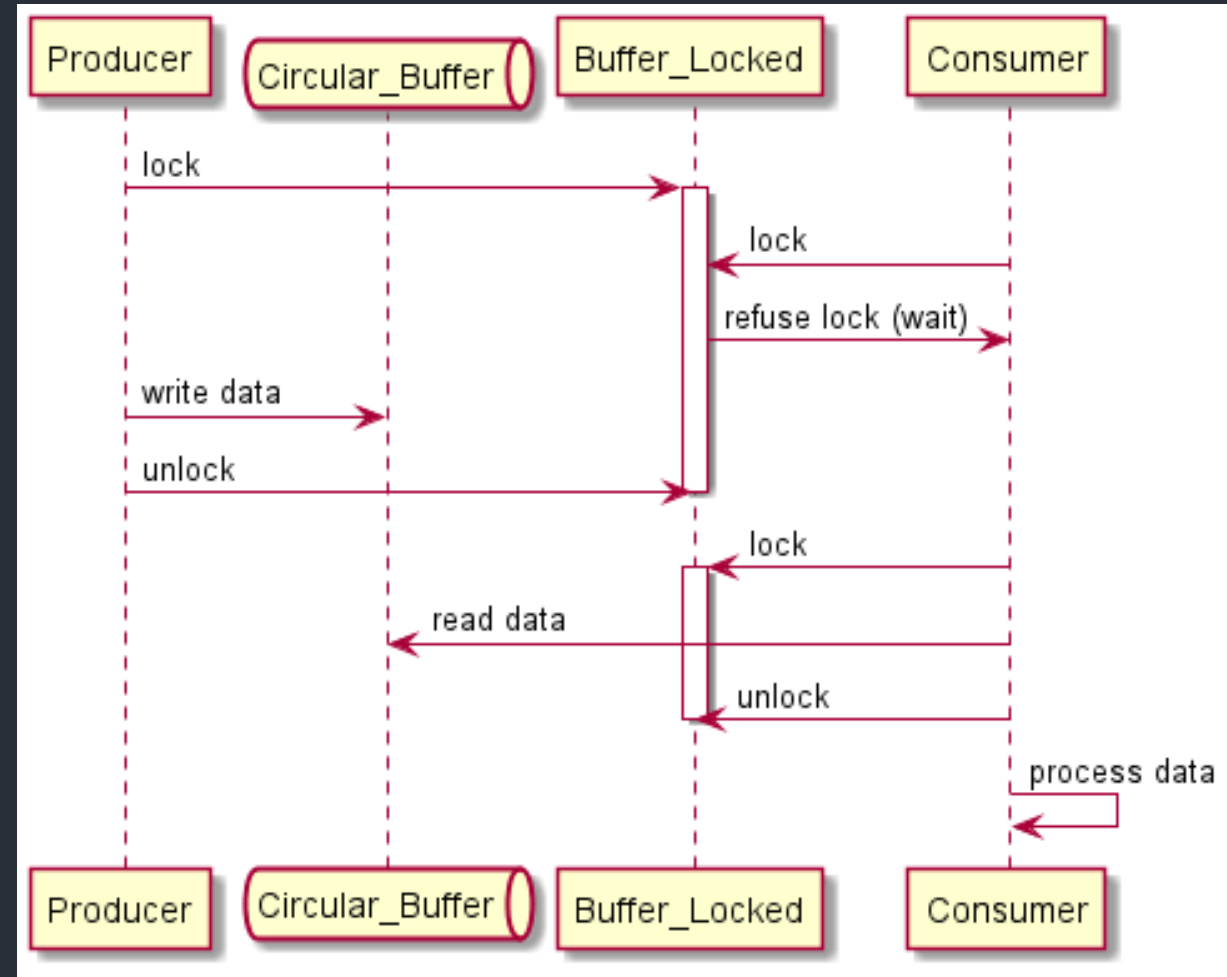 Producer
Circular_Buffer
Buffer_Locked
Consumer
lock
lock
refuse lock (wait)
write data
unlock
lock
read data
unlock
process data
Producer
Circular_Buffer
Buffer_Locked
Consumer